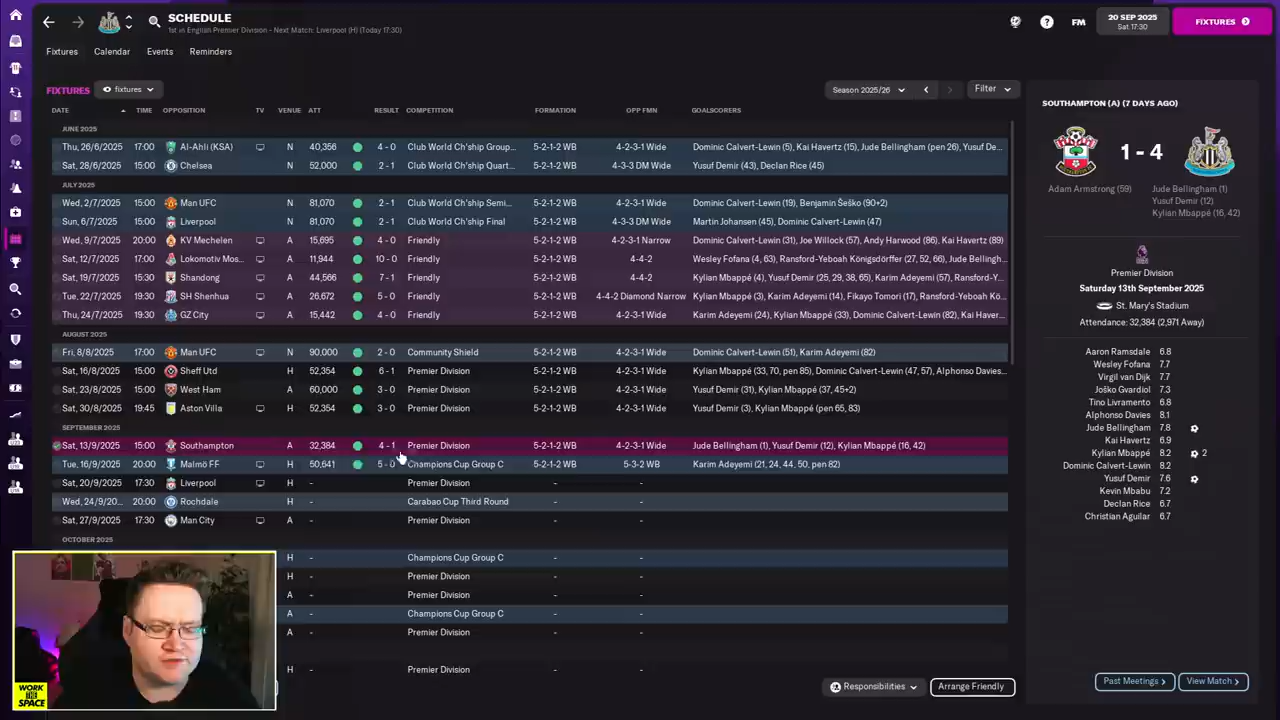 SCHEDULE
1st in English Premier Division - Next Match: Liverpool (H) (Today 17:30)
FM
20 SEP 2025
Sat 17:30
FIXTURES
Fixtures Calendar Events Reminders
FIXTURES fixtures
Season 2025/26
Filter
DATE TIME OPPOSITION TV VENUE ATT RESULT COMPETITION FORMATION OPP FMN GOALSCORERS
JUNE 2025
Thu, 26/6/2025 17:00 Al-Ahli (KSA) N 40,356 4 - 0 Club World Ch'ship Group... 5-2-1-2 WB 4-2-3-1 Wide Dominic Calvert-Lewin (5), Kai Havertz (15), Jude Bellingham (pen 26), Yusuf De...
Sat, 28/6/2025 15:00 Chelsea N 52,000 2 - 1 Club World Ch'ship Quart... 5-2-1-2 WB 4-3-3 DM Wide Yusuf Demir (43), Declan Rice (45)
JULY 2025
Wed, 2/7/2025 15:00 Man UFC N 81,070 2 - 1 Club World Ch'ship Semi... 5-2-1-2 WB 4-2-3-1 Wide Dominic Calvert-Lewin (19), Benjamin Šeško (90+2)
Sun, 6/7/2025 15:00 Liverpool N 81,070 2 - 1 Club World Ch'ship Final 5-2-1-2 WB 4-3-3 DM Wide Martin Johansen (45), Dominic Calvert-Lewin (47)
Wed, 9/7/2025 20:00 KV Mechelen A 15,695 4 - 0 Friendly 5-2-1-2 WB 4-2-3-1 Narrow Dominic Calvert-Lewin (31), Joe Willock (57), Andy Harwood (86), Kai Havertz (89)
Sat, 12/7/2025 17:00 Lokomotiv Mos... A 11,944 10 - 0 Friendly 5-2-1-2 WB 4-4-2 Wesley Fofana (4, 63), Ransford-Yeboah Königsdörffer (27, 52, 66), Jude Bellingh...
Sat, 19/7/2025 15:30 Shandong A 44,566 7 - 1 Friendly 5-2-1-2 WB 4-4-2 Kylian Mbappé (4), Yusuf Demir (25, 29, 38, 65), Karim Adeyemi (57), Ransford-Y...
Tue, 22/7/2025 19:30 SH Shenhua A 26,672 5 - 0 Friendly 5-2-1-2 WB 4-4-2 Diamond Narrow Kylian Mbappé (3), Karim Adeyemi (14), Fikayo Tomori (17), Ransford-Yeboah Kö...
Thu, 24/7/2025 19:30 GZ City A 15,442 4 - 0 Friendly 5-2-1-2 WB 4-2-3-1 Wide Karim Adeyemi (24), Kylian Mbappé (33), Dominic Calvert-Lewin (82), Kai Haver...
AUGUST 2025
Fri, 8/8/2025 17:00 Man UFC N 90,000 2 - 0 Community Shield 5-2-1-2 WB 4-2-3-1 Wide Dominic Calvert-Lewin (51), Karim Adeyemi (82)
Sat, 16/8/2025 15:00 Sheff Utd H 52,354 6 - 1 Premier Division 5-2-1-2 WB 4-2-3-1 Wide Kylian Mbappé (33, 70, pen 85), Dominic Calvert-Lewin (47, 57), Alphonso Davies...
Sat, 23/8/2025 15:00 West Ham A 60,000 3 - 0 Premier Division 5-2-1-2 WB 4-2-3-1 Wide Yusuf Demir (31), Kylian Mbappé (37, 45+2)
Sat, 30/8/2025 19:45 Aston Villa H 52,354 3 - 0 Premier Division 5-2-1-2 WB 4-2-3-1 Wide Yusuf Demir (3), Kylian Mbappé (pen 65, 83)
SEPTEMBER 2025
Sat, 13/9/2025 15:00 Southampton A 32,384 4 - 1 Premier Division 5-2-1-2 WB 4-2-3-1 Wide Jude Bellingham (1), Yusuf Demir (12), Kylian Mbappé (16, 42)
Tue, 16/9/2025 20:00 Malmö FF H 50,641 5 - 0 Champions Cup Group C 5-2-1-2 WB 5-3-2 WB Karim Adeyemi (21, 24, 44, 50, pen 82)
Sat, 20/9/2025 17:30 Liverpool H - Premier Division - -
Wed, 24/9/20... 20:00 Rochdale H - Carabao Cup Third Round - -
Sat, 27/9/2025 17:30 Man City A - Premier Division - -
OCTOBER 2025
H - Champions Cup Group C - -
H - Premier Division - -
A - Premier Division - -
A - Champions Cup Group C - -
A - Premier Division - -
H - Premier Division - -
Responsibilities
Arrange Friendly
SOUTHAMPTON (A) (7 DAYS AGO)
1 - 4
Adam Armstrong (59)
Jude Bellingham (1)
Yusuf Demir (12)
Kylian Mbappé (16, 42)
Premier Division
Saturday 13th September 2025
St. Mary's Stadium
Attendance: 32,384 (2,971 Away)
Aaron Ramsdale 6.8
Wesley Fofana 7.7
Virgil van Dijk 7.7
Joško Gvardiol 7.3
Tino Livramento 6.8
Alphonso Davies 8.1
Jude Bellingham 7.8
Kai Havertz 6.9
Kylian Mbappé 8.2 2
Dominic Calvert-Lewin 8.2
Yusuf Demir 7.6
Kevin Mbabu 7.2
Declan Rice 6.7
Christian Aguilar 6.7
Past Meetings
View Match
WORK
THE
SPACE